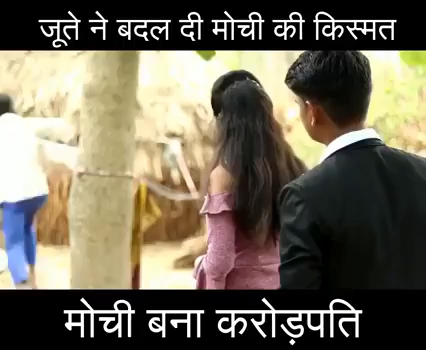 जूते ने बदल दी मोची की किस्मत
मोची बना करोड़पति